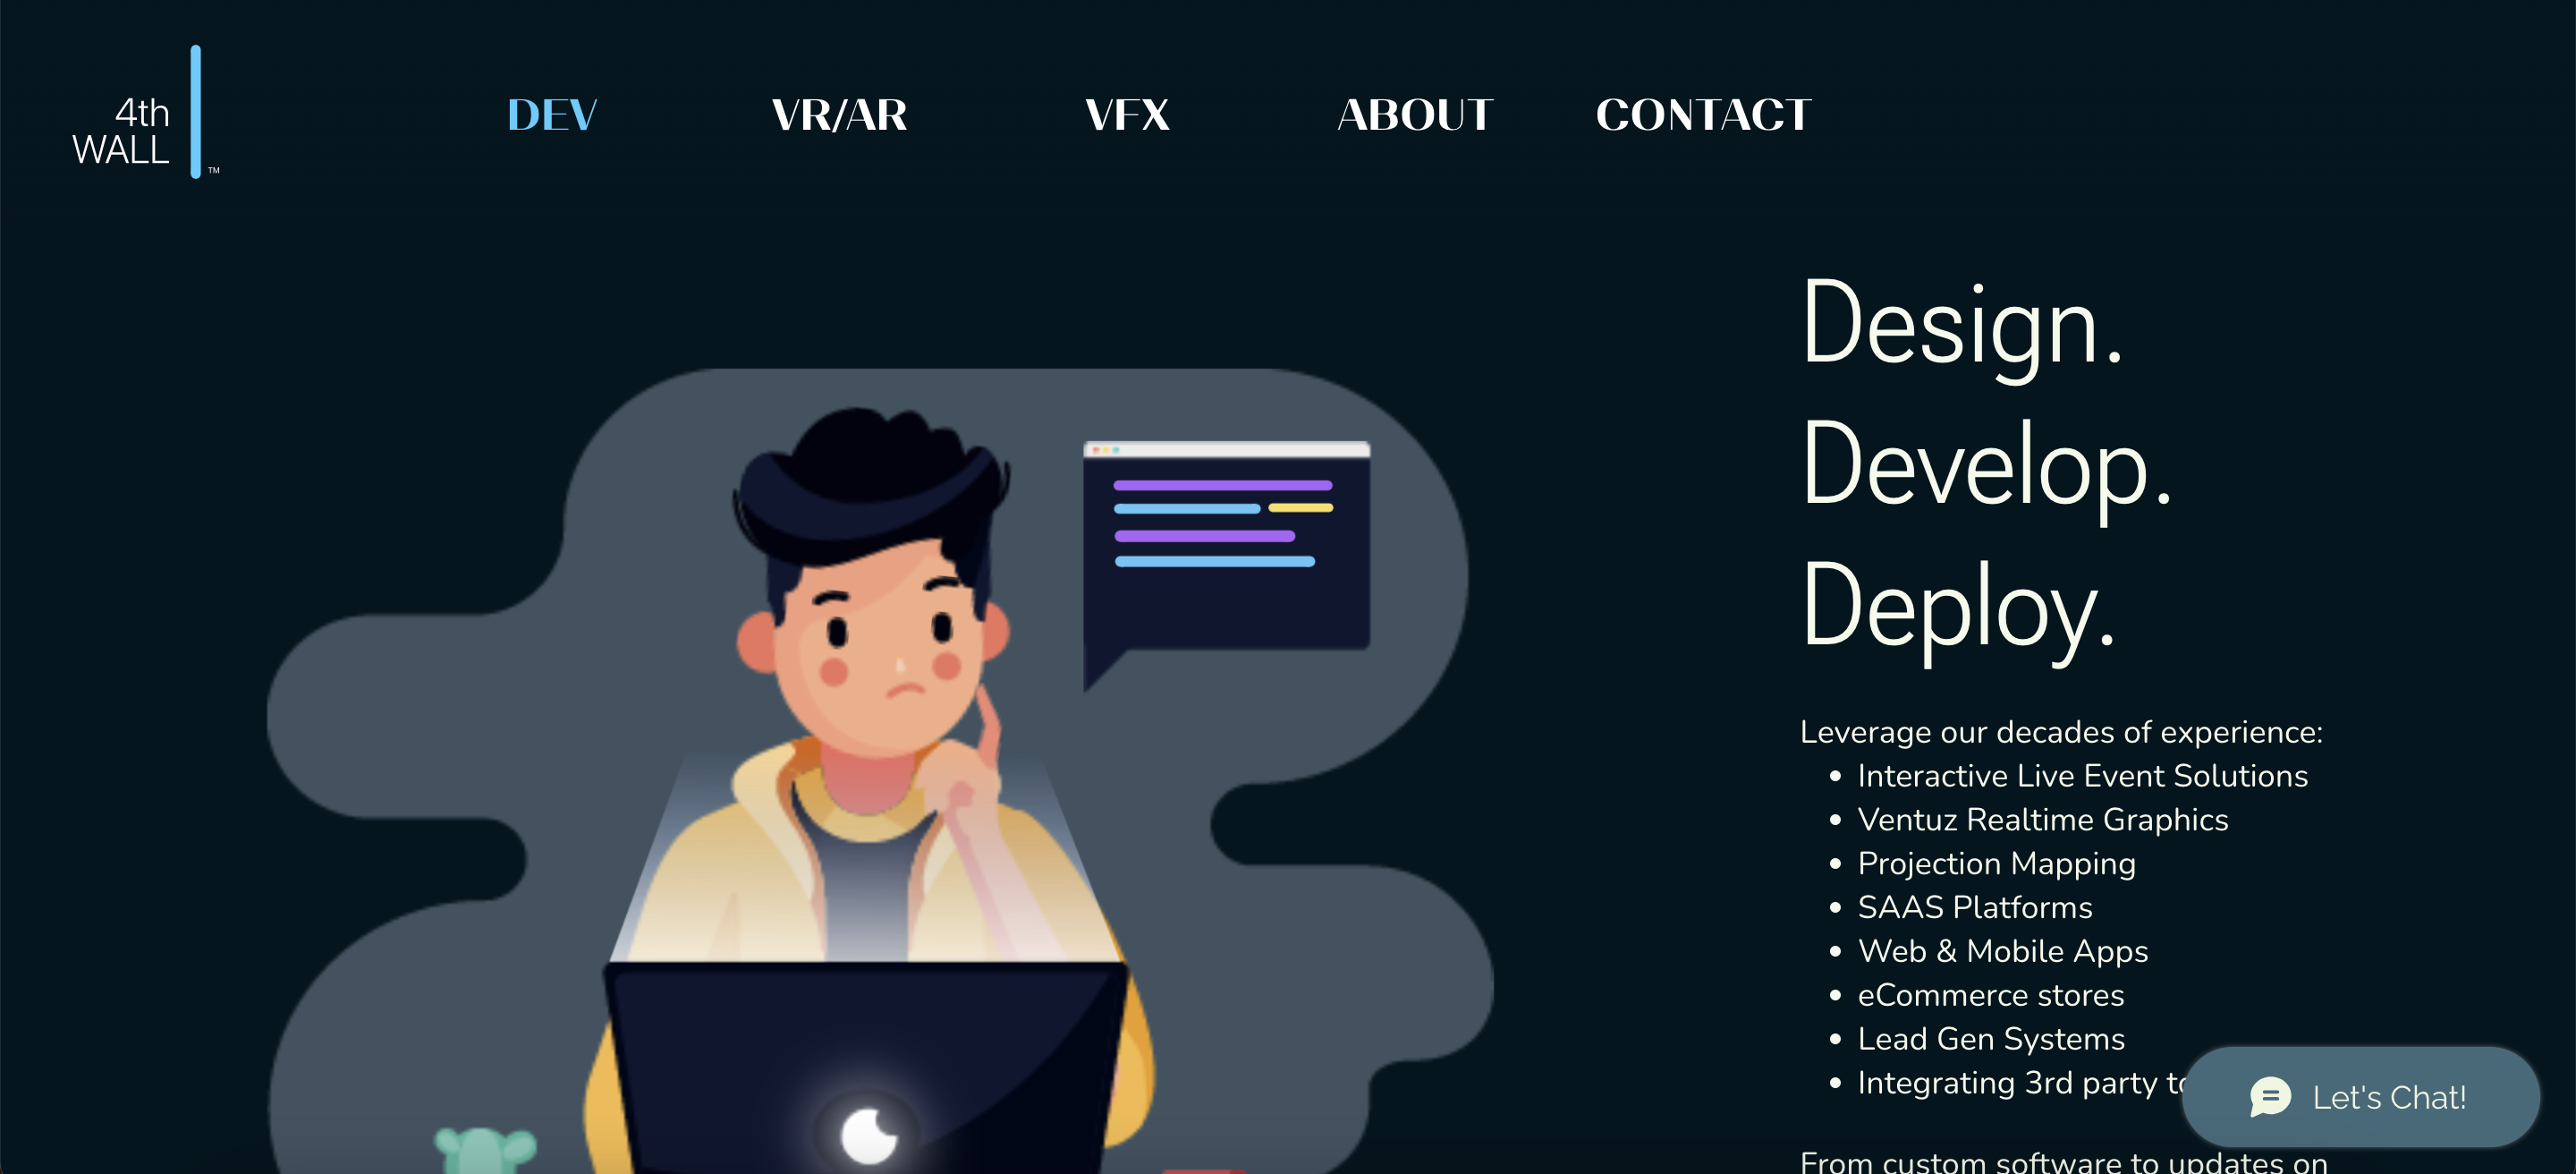 4th
WALL
™
DEV
VR/AR
VFX
ABOUT
CONTACT
Design.
Develop.
Deploy.
Leverage our decades of experience:
• Interactive Live Event Solutions
• Ventuz Realtime Graphics
• Projection Mapping
• SAAS Platforms
• Web & Mobile Apps
• eCommerce stores
• Lead Gen Systems
• Integrating 3rd party
Let's Chat!
From custom software to updates on